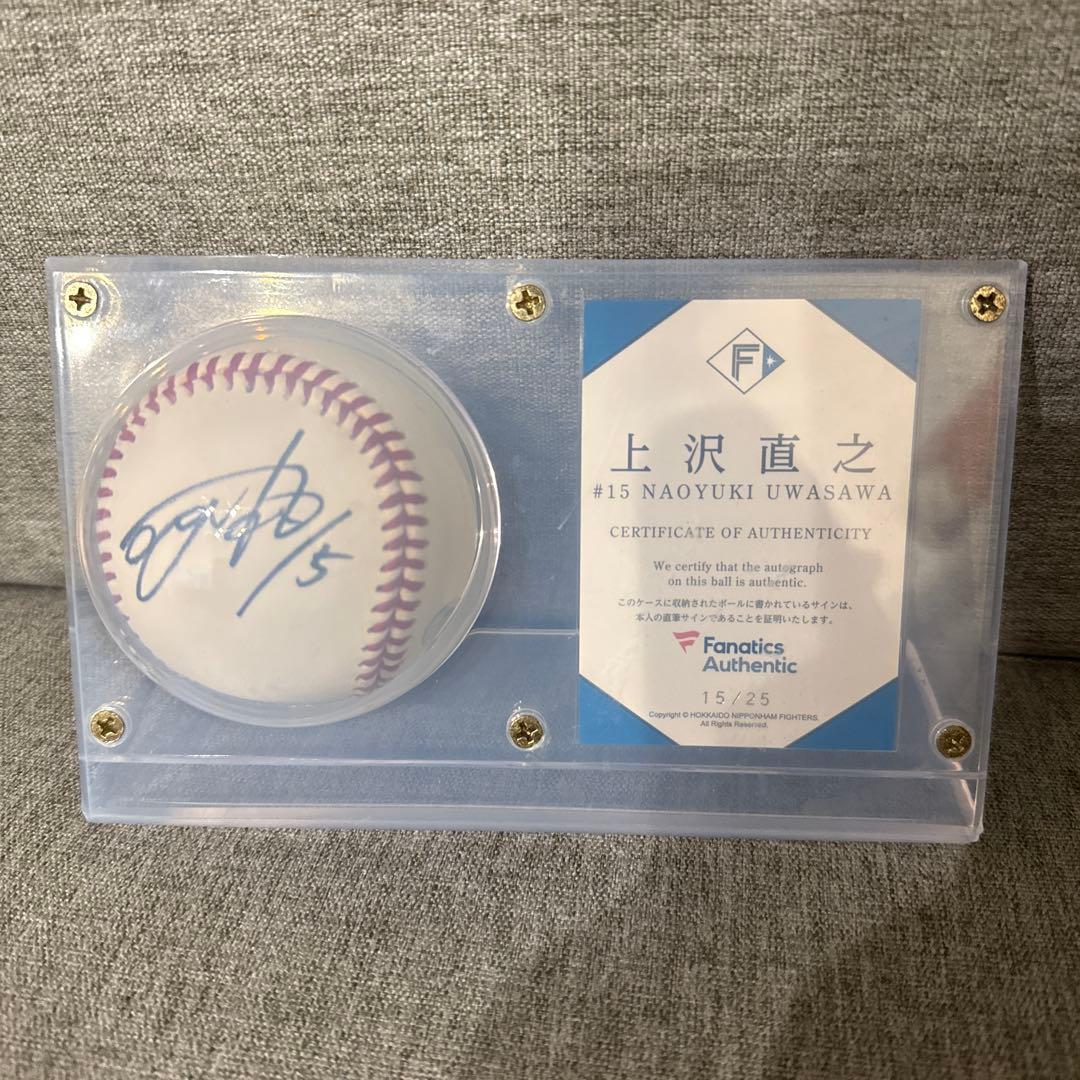 15
F
上沢直之
#15 NAOYUKI UWASAWA
CERTIFICATE OF AUTHENTICITY
We certify that the autograph
on this ball is authentic.
このケースに収納されたボールに書かれているサインは、
本人の直筆サインであることを証明いたします。
Fanatics
Authentic
15/25
Copyright © HOKKAIDO NIPPONHAM FIGHTERS.
All Rights Reserved.